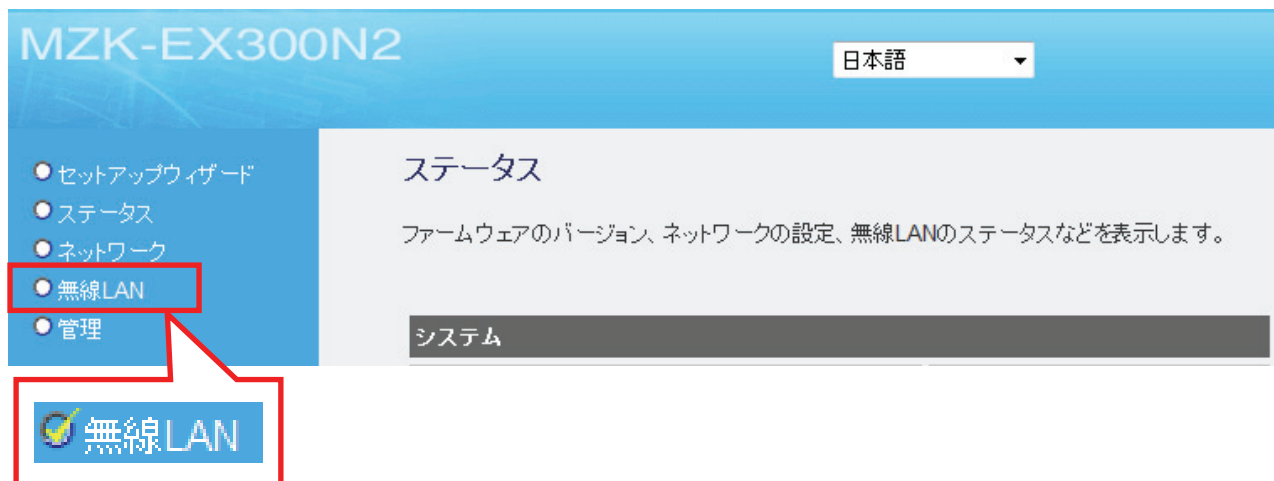 MZK-EX300N2
日本語
セットアップウィザード
ステータス
ネットワーク
無線LAN
管理
ステータス
ファームウェアのバージョン、ネットワークの設定、無線LANのステータスなどを表示します。
システム
無線LAN